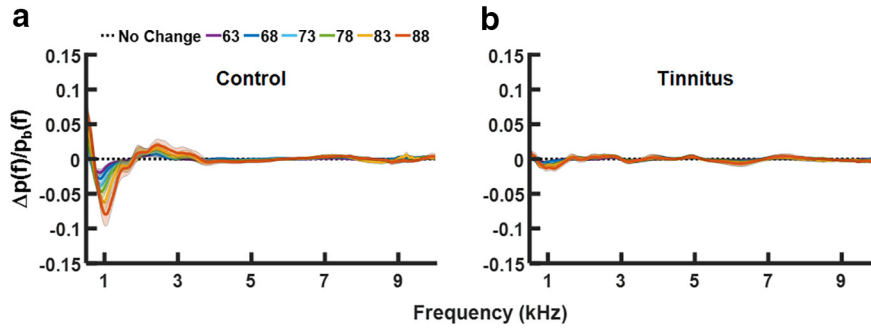 a
b
No Change 63 68 73 78 83 88
Control
Tinnitus
0.15
0.1
0.05
0
-0.05
-0.1
-0.15
1 3 5 7 9
0.15
0.1
0.05
0
-0.05
-0.1
-0.15
1 3 5 7 9
Δp(f)/p_b(f)
Frequency (kHz)